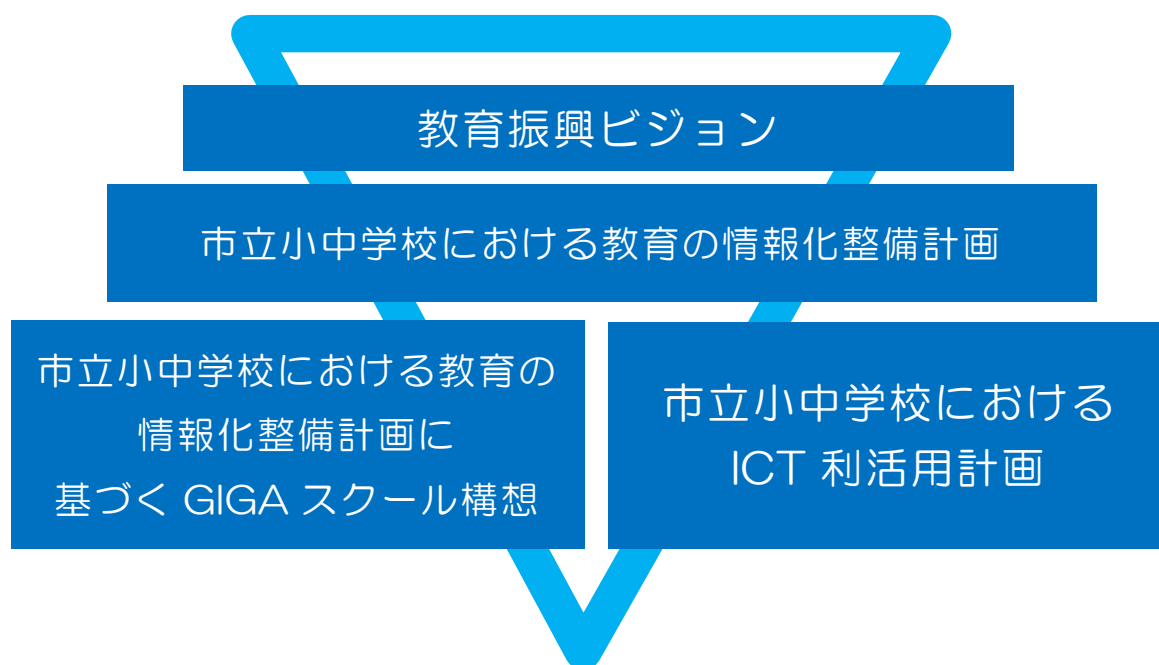 教育振興ビジョン
市立小中学校における教育の情報化整備計画
市立小中学校における教育の
情報化整備計画に
基づく GIGA スクール構想
市立小中学校における
ICT 利活用計画